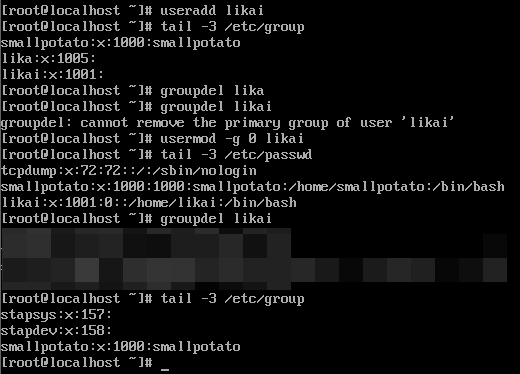 [root@localhost ~]# useradd likai
[root@localhost ~]# tail -3 /etc/group
smallpotato:x:1000:smallpotato
lika:x:1005:
likai:x:1001:
[root@localhost ~]# groupdel lika
[root@localhost ~]# groupdel likai
groupdel: cannot remove the primary group of user 'likai'
[root@localhost ~]# usermod -g 0 likai
[root@localhost ~]# tail -3 /etc/passwd
tcpdump:x:72:72::/:/sbin/nologin
smallpotato:x:1000:1000:smallpotato:/home/smallpotato:/bin/bash
likai:x:1001:0::/home/likai:/bin/bash
[root@localhost ~]# groupdel likai
[root@localhost ~]# tail -3 /etc/group
stapsys:x:157:
stapdev:x:158:
smallpotato:x:1000:smallpotato
[root@localhost ~]# _